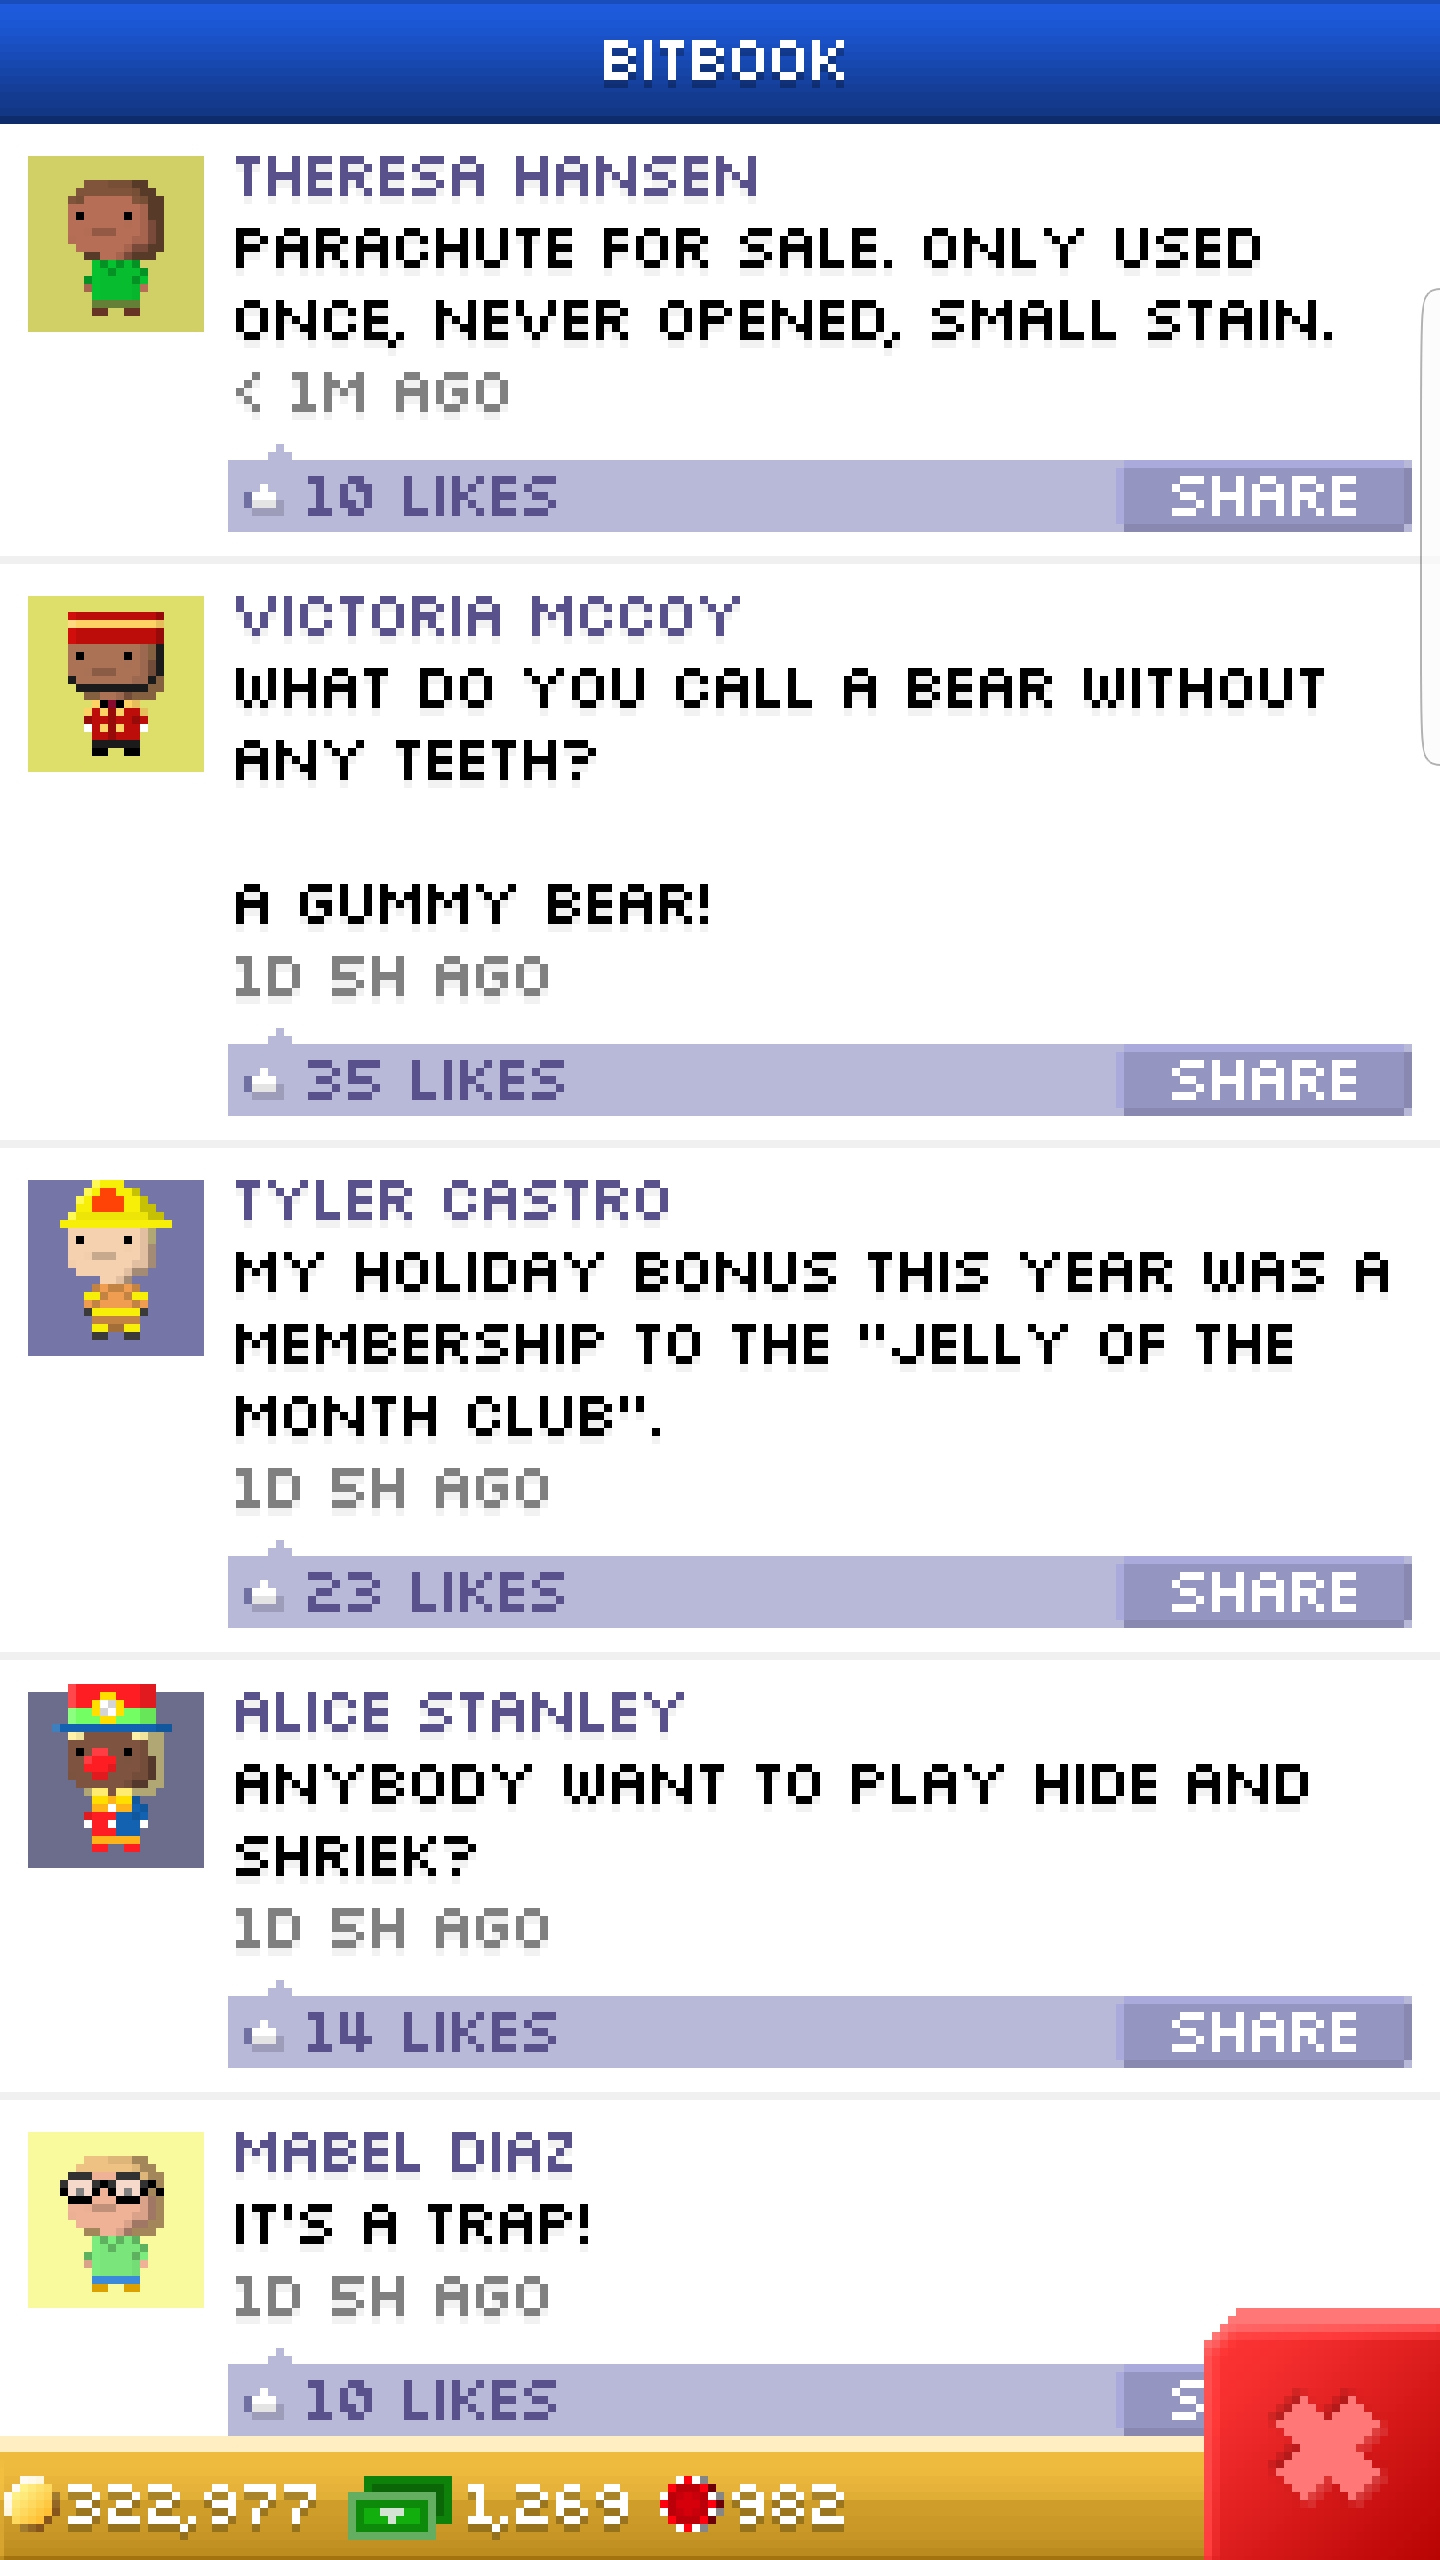 BITBOOK
THERESA HANSEN
PARACHUTE FOR SALE. ONLY USED
ONCE, NEVER OPENED, SMALL STAIN.
< 1M AGO
10 LIKES SHARE
VICTORIA MCCOY
WHAT DO YOU CALL A BEAR WITHOUT
ANY TEETH?
A GUMMY BEAR!
1D 5H AGO
35 LIKES SHARE
TYLER CASTRO
MY HOLIDAY BONUS THIS YEAR WAS A
MEMBERSHIP TO THE "JELLY OF THE
MONTH CLUB".
1D 5H AGO
23 LIKES SHARE
ALICE STANLEY
ANYBODY WANT TO PLAY HIDE AND
SHRIEK?
1D 5H AGO
14 LIKES SHARE
MABEL DIAZ
IT'S A TRAP!
1D 5H AGO
10 LIKES S
322,977 1,269 982